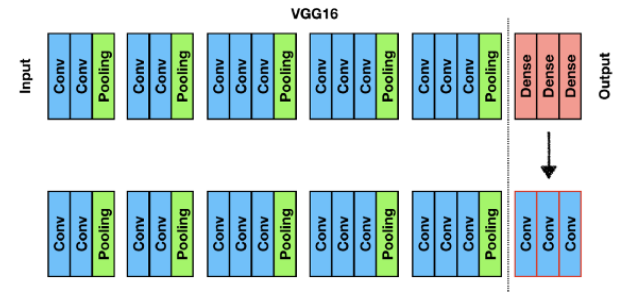 VGG16
Input
Conv Conv Pooling Conv Conv Pooling Conv Conv Conv Pooling Conv Conv Conv Pooling Conv Conv Conv Pooling Dense Dense Dense
Output
Conv Conv Pooling Conv Conv Pooling Conv Conv Conv Pooling Conv Conv Conv Pooling Conv Conv Conv Pooling Conv Conv Conv